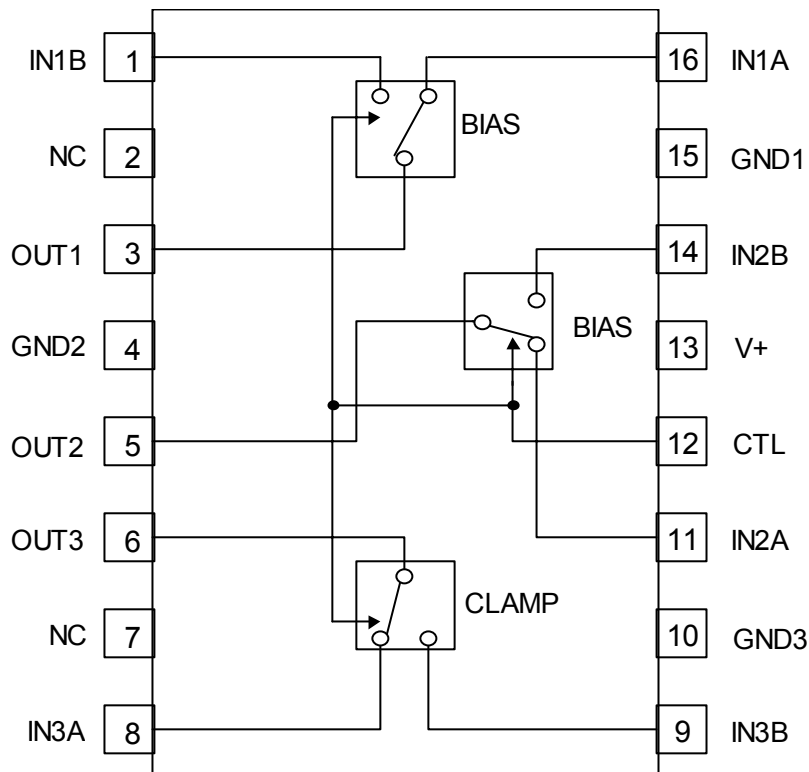 IN1B 1 16 IN1A
BIAS
NC 2 15 GND1
OUT1 3 14 IN2B
GND2 4 BIAS 13 V+
OUT2 5 12 CTL
OUT3 6 11 IN2A
CLAMP
NC 7 10 GND3
IN3A 8 9 IN3B